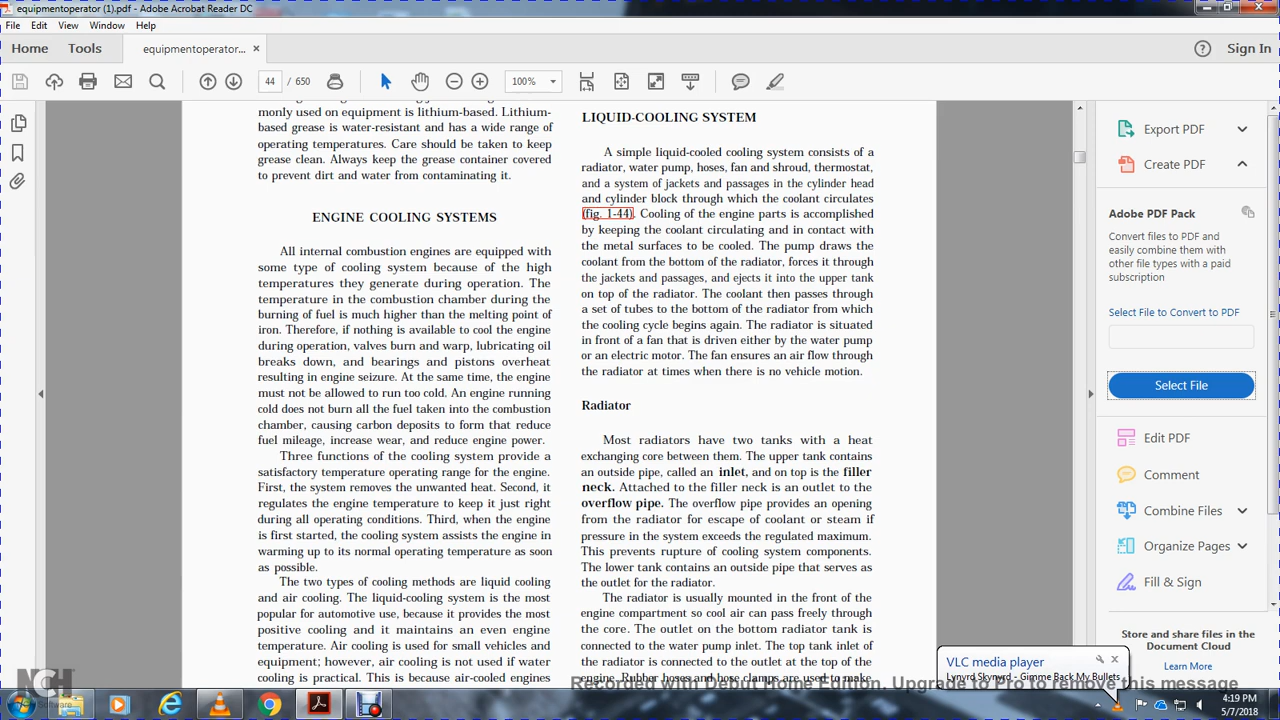 equipmentoperator (1).pdf - Adobe Acrobat Reader DC
File Edit View Window Help
Home Tools equipmentoperator... × Sign In
44 / 650 100%
monly used on equipment is lithium-based. Lithium-
based grease is water-resistant and has a wide range of
operating temperatures. Care should be taken to keep
grease clean. Always keep the grease container covered
to prevent dirt and water from contaminating it.
ENGINE COOLING SYSTEMS
All internal combustion engines are equipped with
some type of cooling system because of the high
temperatures they generate during operation. The
temperature in the combustion chamber during the
burning of fuel is much higher than the melting point of
iron. Therefore, if nothing is available to cool the engine
during operation, valves burn and warp, lubricating oil
breaks down, and bearings and pistons overheat
resulting in engine seizure. At the same time, the engine
must not be allowed to run too cold. An engine running
cold does not burn all the fuel taken into the combustion
chamber, causing carbon deposits to form that reduce
fuel mileage, increase wear, and reduce engine power.
Three functions of the cooling system provide a
satisfactory temperature operating range for the engine.
First, the system removes the unwanted heat. Second, it
regulates the engine temperature to keep it just right
during all operating conditions. Third, when the engine
is first started, the cooling system assists the engine in
warming up to its normal operating temperature as soon
as possible.
The two types of cooling methods are liquid cooling
and air cooling. The liquid-cooling system is the most
popular for automotive use, because it provides the most
positive cooling and it maintains an even engine
temperature. Air cooling is used for small vehicles and
equipment; however, air cooling is not used if water
cooling is practical. This is because air-cooled engines
LIQUID-COOLING SYSTEM
A simple liquid-cooled cooling system consists of a
radiator, water pump, hoses, fan and shroud, thermostat,
and a system of jackets and passages in the cylinder head
and cylinder block through which the coolant circulates
(fig. 1-44). Cooling of the engine parts is accomplished
by keeping the coolant circulating and in contact with
the metal surfaces to be cooled. The pump draws the
coolant from the bottom of the radiator, forces it through
the jackets and passages, and ejects it into the upper tank
on top of the radiator. The coolant then passes through
a set of tubes to the bottom of the radiator from which
the cooling cycle begins again. The radiator is situated
in front of a fan that is driven either by the water pump
or an electric motor. The fan ensures an air flow through
the radiator at times when there is no vehicle motion.
Radiator
Most radiators have two tanks with a heat
exchanging core between them. The upper tank contains
an outside pipe, called an inlet, and on top is the filler
neck. Attached to the filler neck is an outlet to the
overflow pipe. The overflow pipe provides an opening
from the radiator for escape of coolant or steam if
pressure in the system exceeds the regulated maximum.
This prevents rupture of cooling system components.
The lower tank contains an outside pipe that serves as
the outlet for the radiator.
The radiator is usually mounted in the front of the
engine compartment so cool air can pass freely through
the core. The outlet on the bottom radiator tank is
connected to the water pump inlet. The top tank inlet of
the radiator is connected to the outlet at the top of the
engine. Rubber hoses and hose clamps are used to make
Export PDF
Create PDF
Adobe PDF Pack
Convert files to PDF and
easily combine them with
other file types with a paid
subscription
Select File to Convert to PDF
Select File
Edit PDF
Comment
Combine Files
Organize Pages
Fill & Sign
Store and share files in the
Document Cloud
Learn More
VLC media player
Lynyrd Skynyrd - Gimme Back My Bullets
NCH
Software
Recorded with Debut Home Edition. Upgrade to Pro to remove this message
4:19 PM
5/7/2018